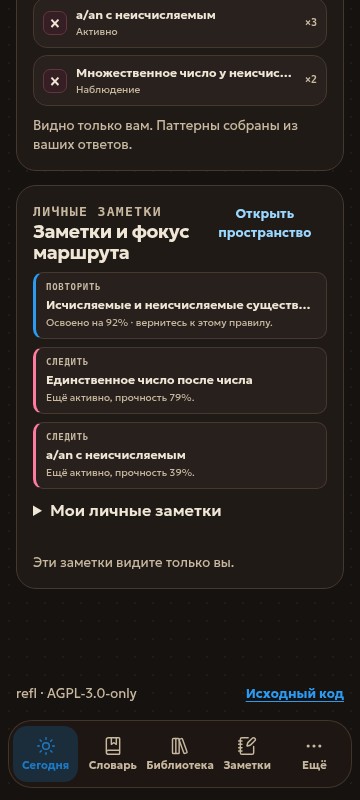 a/an с неисчисляемым
×3
Активно
Множественное число у неисчис...
×2
Наблюдение
Видно только вам. Паттерны собраны из
ваших ответов.
ЛИЧНЫЕ ЗАМЕТКИ
Заметки и фокус
маршрута
Открыть
пространство
ПОВТОРИТЬ
Исчисляемые и неисчисляемые существ...
Освоено на 92% · вернитесь к этому правилу.
СЛЕДИТЬ
Единственное число после числа
Ещё активно, прочность 79%.
СЛЕДИТЬ
a/an с неисчисляемым
Ещё активно, прочность 39%.
Мои личные заметки
Эти заметки видите только вы.
refl · AGPL-3.0-only
Исходный код
Сегодня
Словарь
Библиотека
Заметки
Ещё